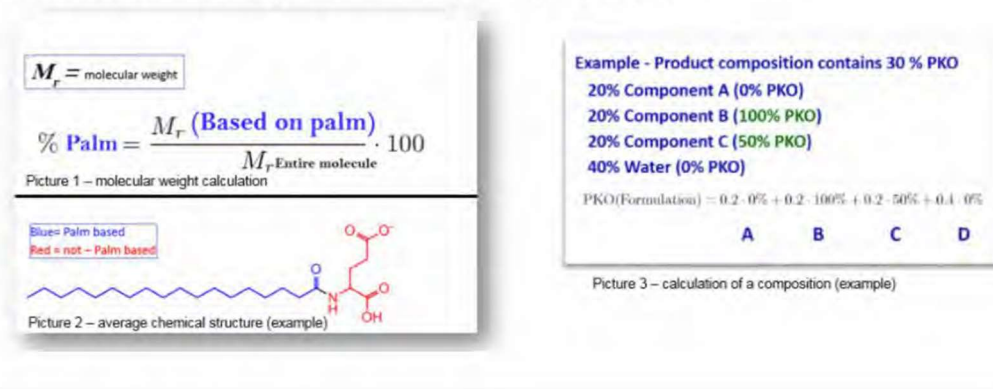 Mr = molecular weight
% Palm = Mr (Based on palm) / Mr Entire molecule · 100
Picture 1 – molecular weight calculation
Blue= Palm based
Red = not – Palm based
O O O⁻ O N H OH
Picture 2 – average chemical structure (example)
Example - Product composition contains 30 % PKO
20% Component A (0% PKO)
20% Component B (100% PKO)
20% Component C (50% PKO)
40% Water (0% PKO)
PKO(Formulation) = 0.2 · 0% + 0.2 · 100% + 0.2 · 50% + 0.4 · 0%
A B C D
Picture 3 – calculation of a composition (example)